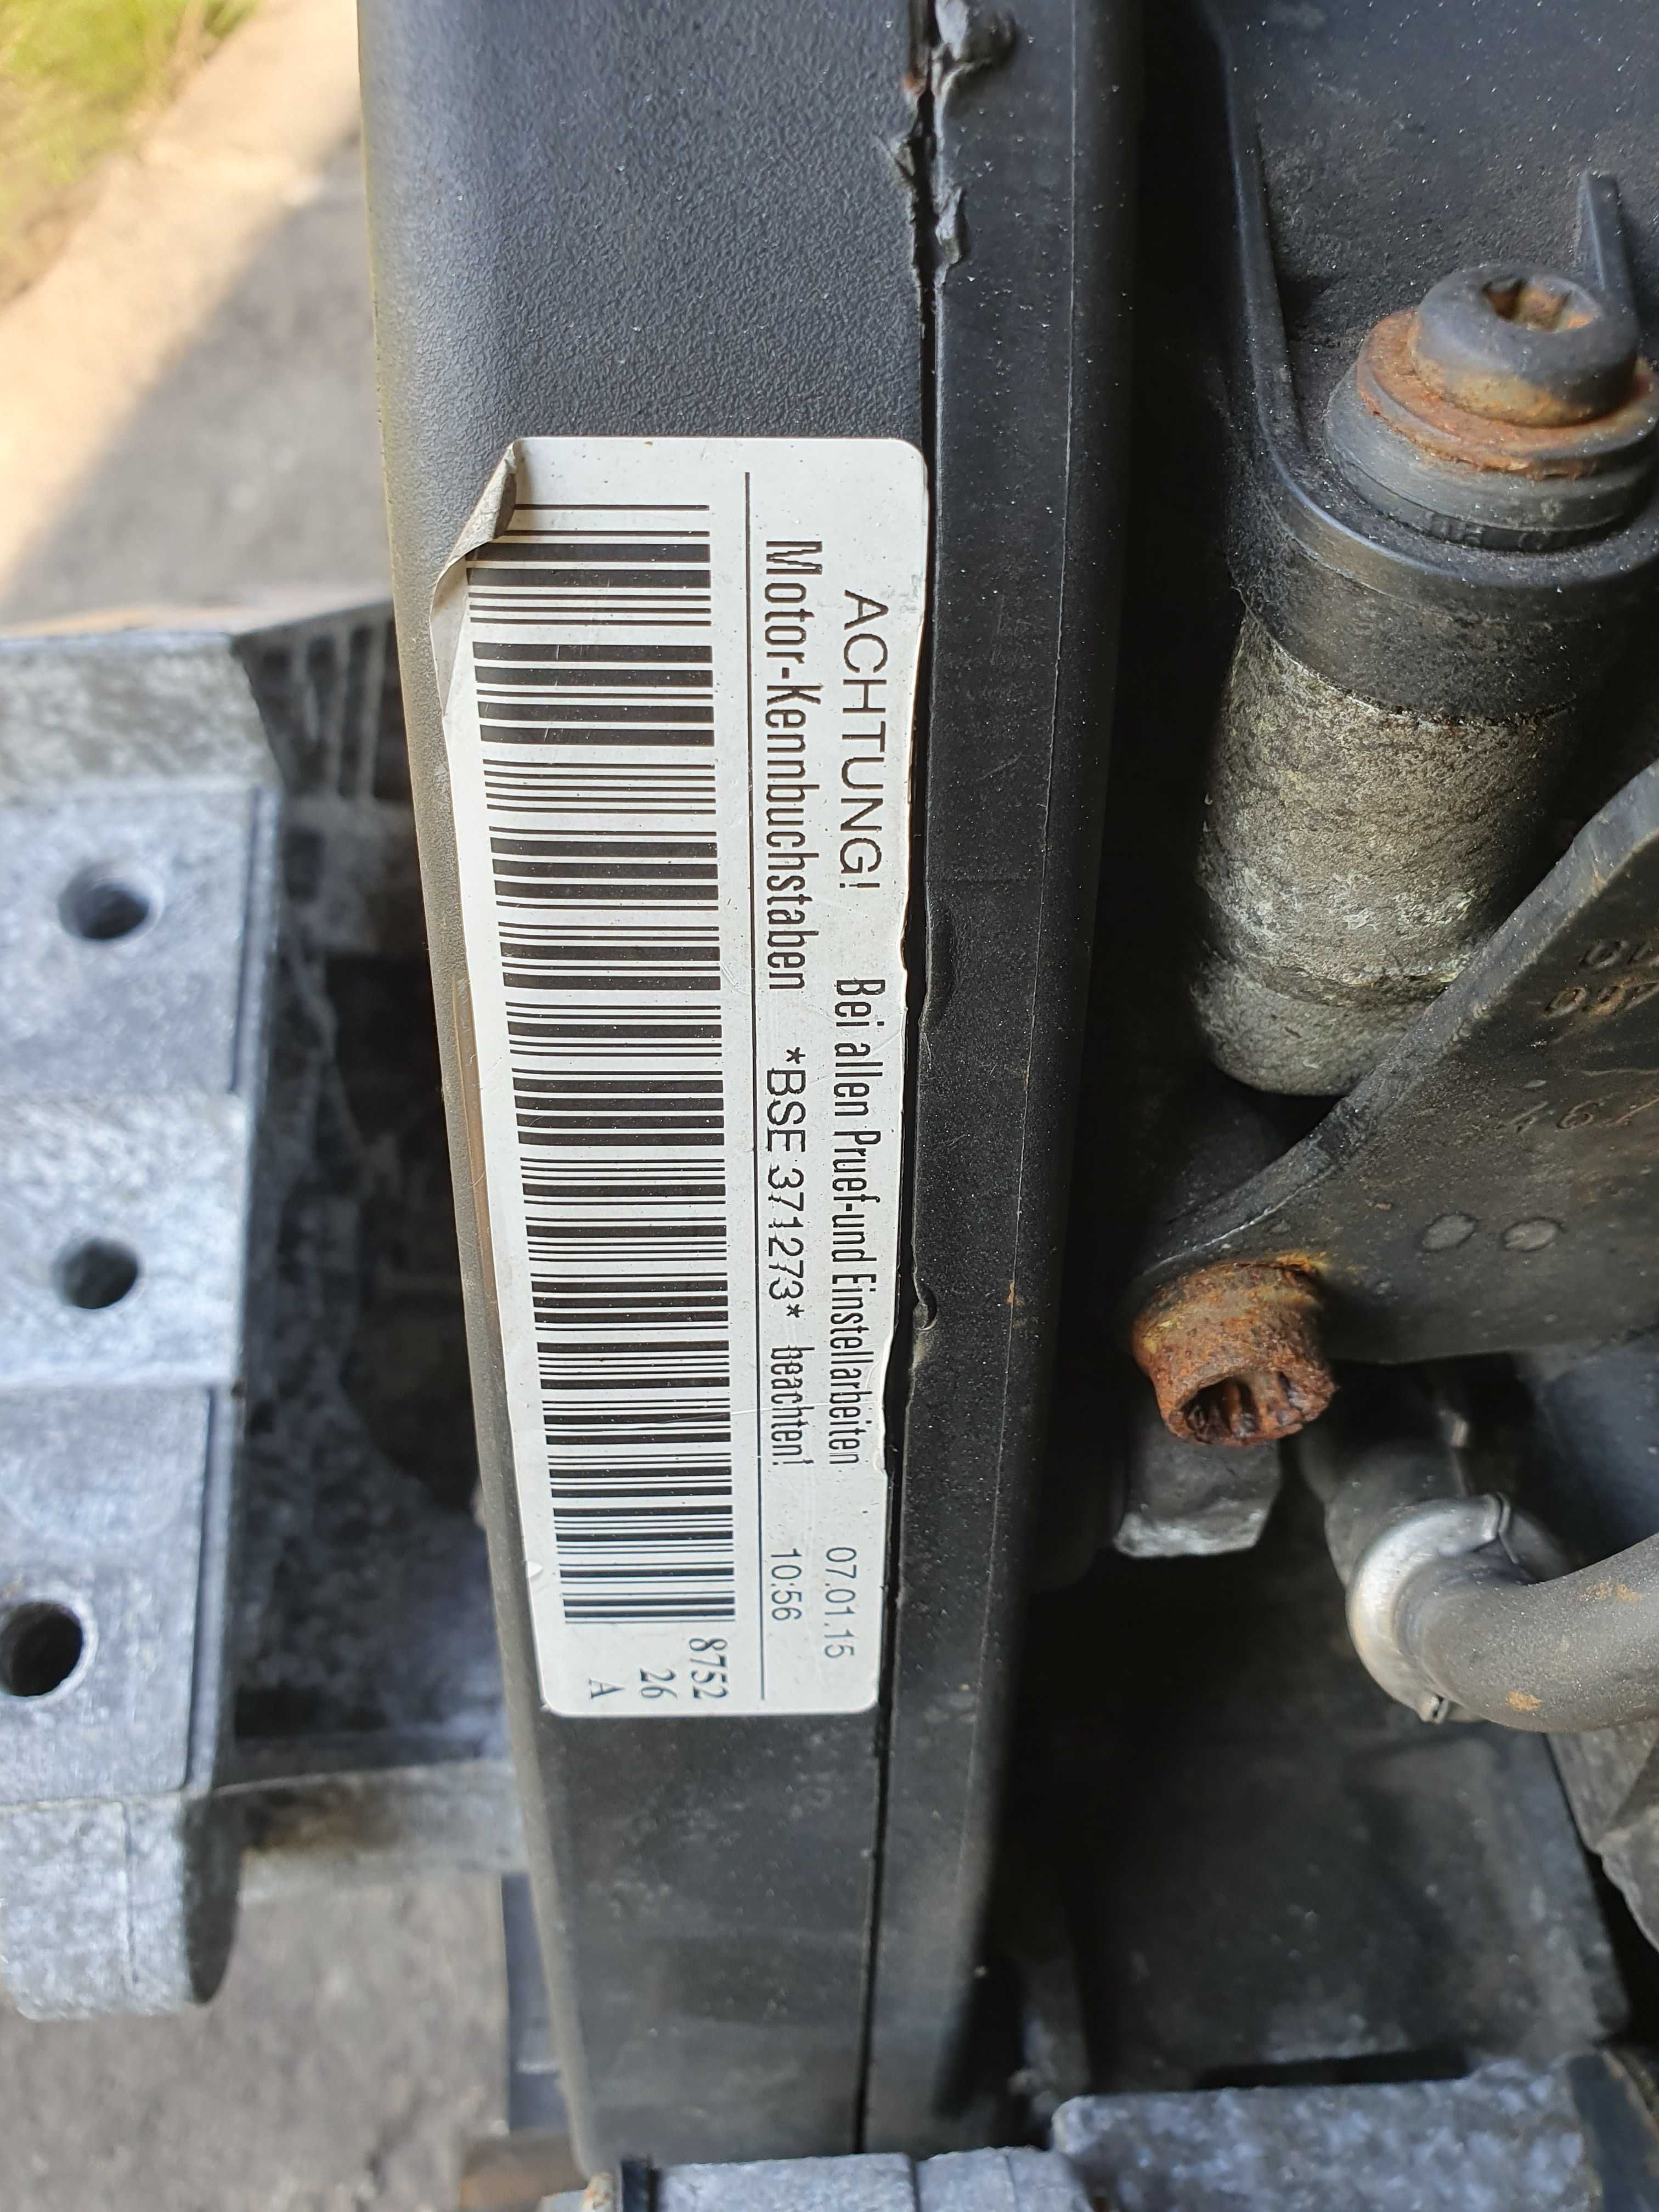 ACHTUNG! Bei allen Pruef-und Einstellarbeiten 07.01.15
Motor-Kennbuchstaben *BSE 371273* beachten! 10:56
8752
26
A